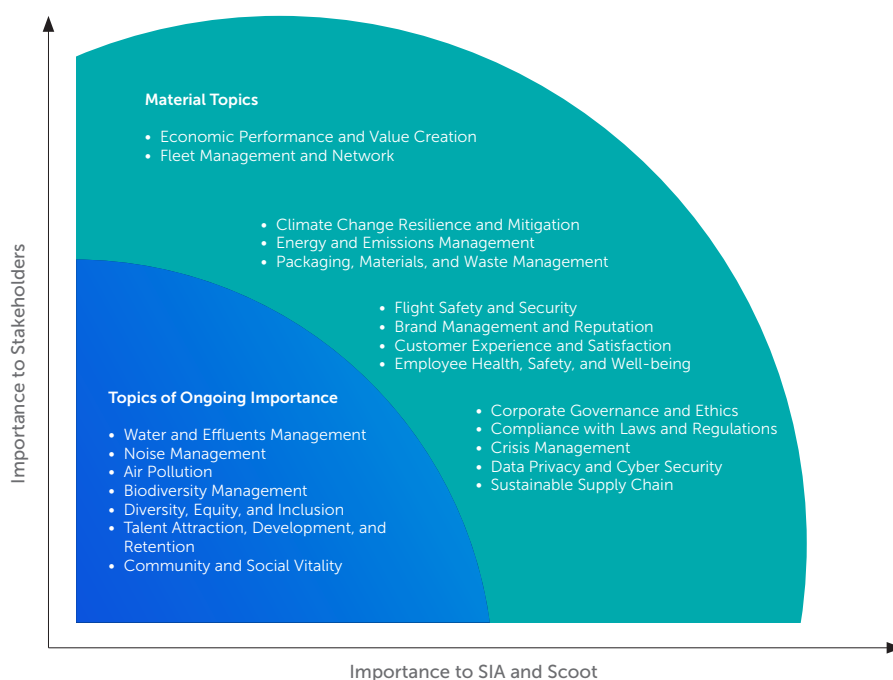 Importance to Stakeholders
Material Topics
• Economic Performance and Value Creation
• Fleet Management and Network
• Climate Change Resilience and Mitigation
• Energy and Emissions Management
• Packaging, Materials, and Waste Management
• Flight Safety and Security
• Brand Management and Reputation
• Customer Experience and Satisfaction
• Employee Health, Safety, and Well-being
• Corporate Governance and Ethics
• Compliance with Laws and Regulations
• Crisis Management
• Data Privacy and Cyber Security
• Sustainable Supply Chain
Topics of Ongoing Importance
• Water and Effluents Management
• Noise Management
• Air Pollution
• Biodiversity Management
• Diversity, Equity, and Inclusion
• Talent Attraction, Development, and
Retention
• Community and Social Vitality
Importance to SIA and Scoot